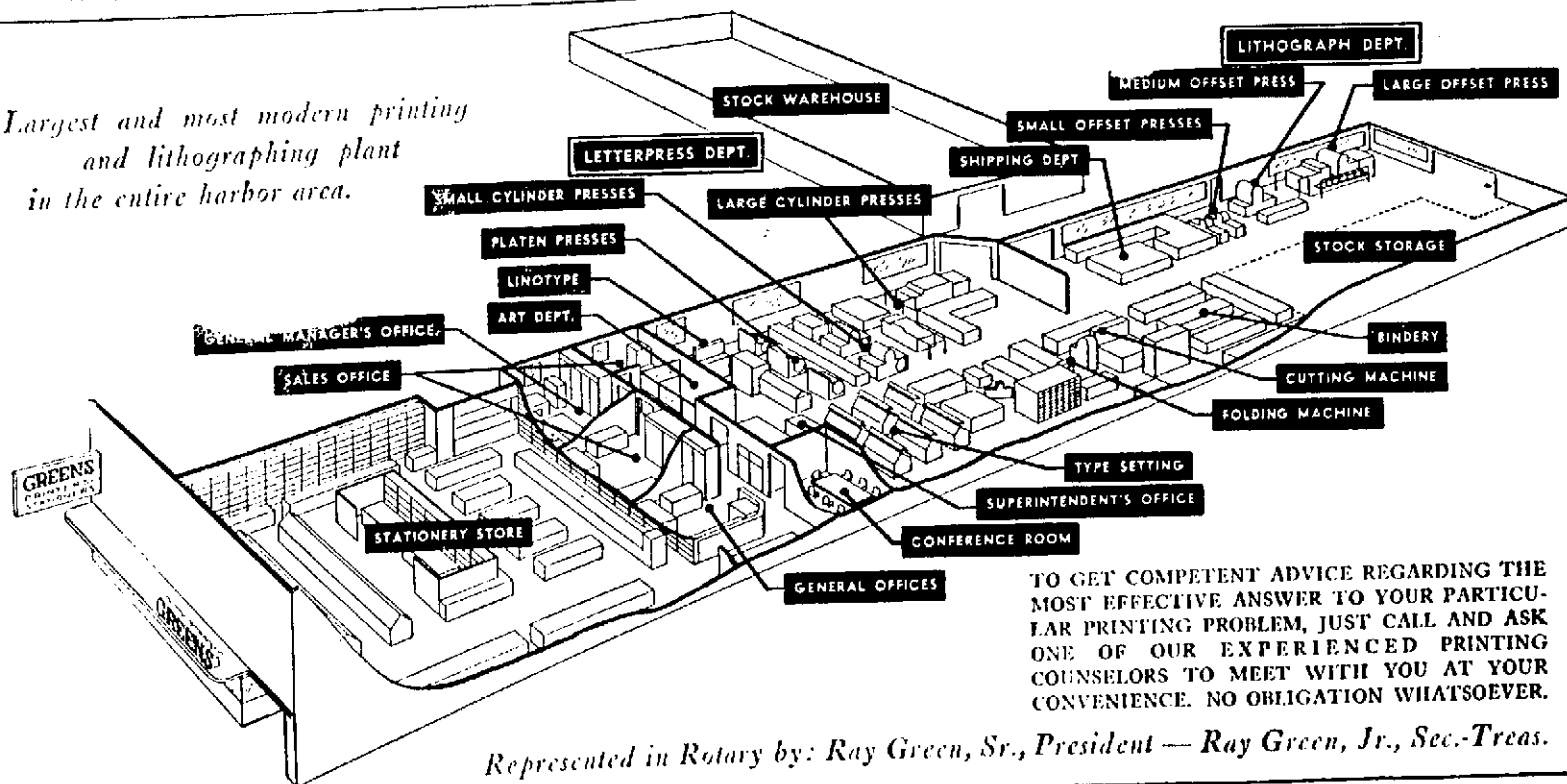 Largest and most modern printing
and lithographing plant
in the entire harbor area.
LITHOGRAPH DEPT.
MEDIUM OFFSET PRESS
LARGE OFFSET PRESS
STOCK WAREHOUSE
SMALL OFFSET PRESSES
LETTERPRESS DEPT.
SHIPPING DEPT
SMALL CYLINDER PRESSES
LARGE CYLINDER PRESSES
PLATEN PRESSES
STOCK STORAGE
LINOTYPE
ART DEPT.
GENERAL MANAGER'S OFFICE
BINDERY
SALES OFFICE
CUTTING MACHINE
FOLDING MACHINE
TYPE SETTING
GREEN'S
PRINTERS
STATIONERS
SUPERINTENDENT'S OFFICE
STATIONERY STORE
CONFERENCE ROOM
GENERAL OFFICES
GREEN'S
TO GET COMPETENT ADVICE REGARDING THE
MOST EFFECTIVE ANSWER TO YOUR PARTICU-
LAR PRINTING PROBLEM, JUST CALL AND ASK
ONE OF OUR EXPERIENCED PRINTING
COUNSELORS TO MEET WITH YOU AT YOUR
CONVENIENCE. NO OBLIGATION WHATSOEVER.
Represented in Rotary by: Ray Green, Sr., President — Ray Green, Jr., Sec.-Treas.